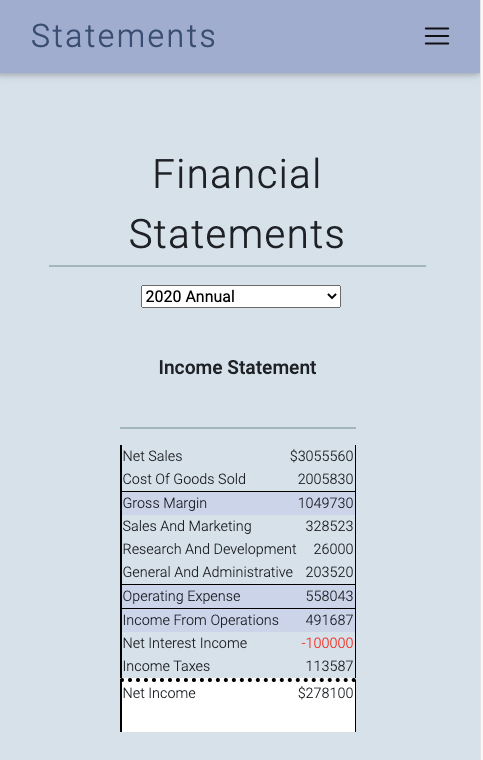 Statements
Financial
Statements
2020 Annual
Income Statement
Net Sales $3055560
Cost Of Goods Sold 2005830
Gross Margin 1049730
Sales And Marketing 328523
Research And Development 26000
General And Administrative 203520
Operating Expense 558043
Income From Operations 491687
Net Interest Income -100000
Income Taxes 113587
Net Income $278100